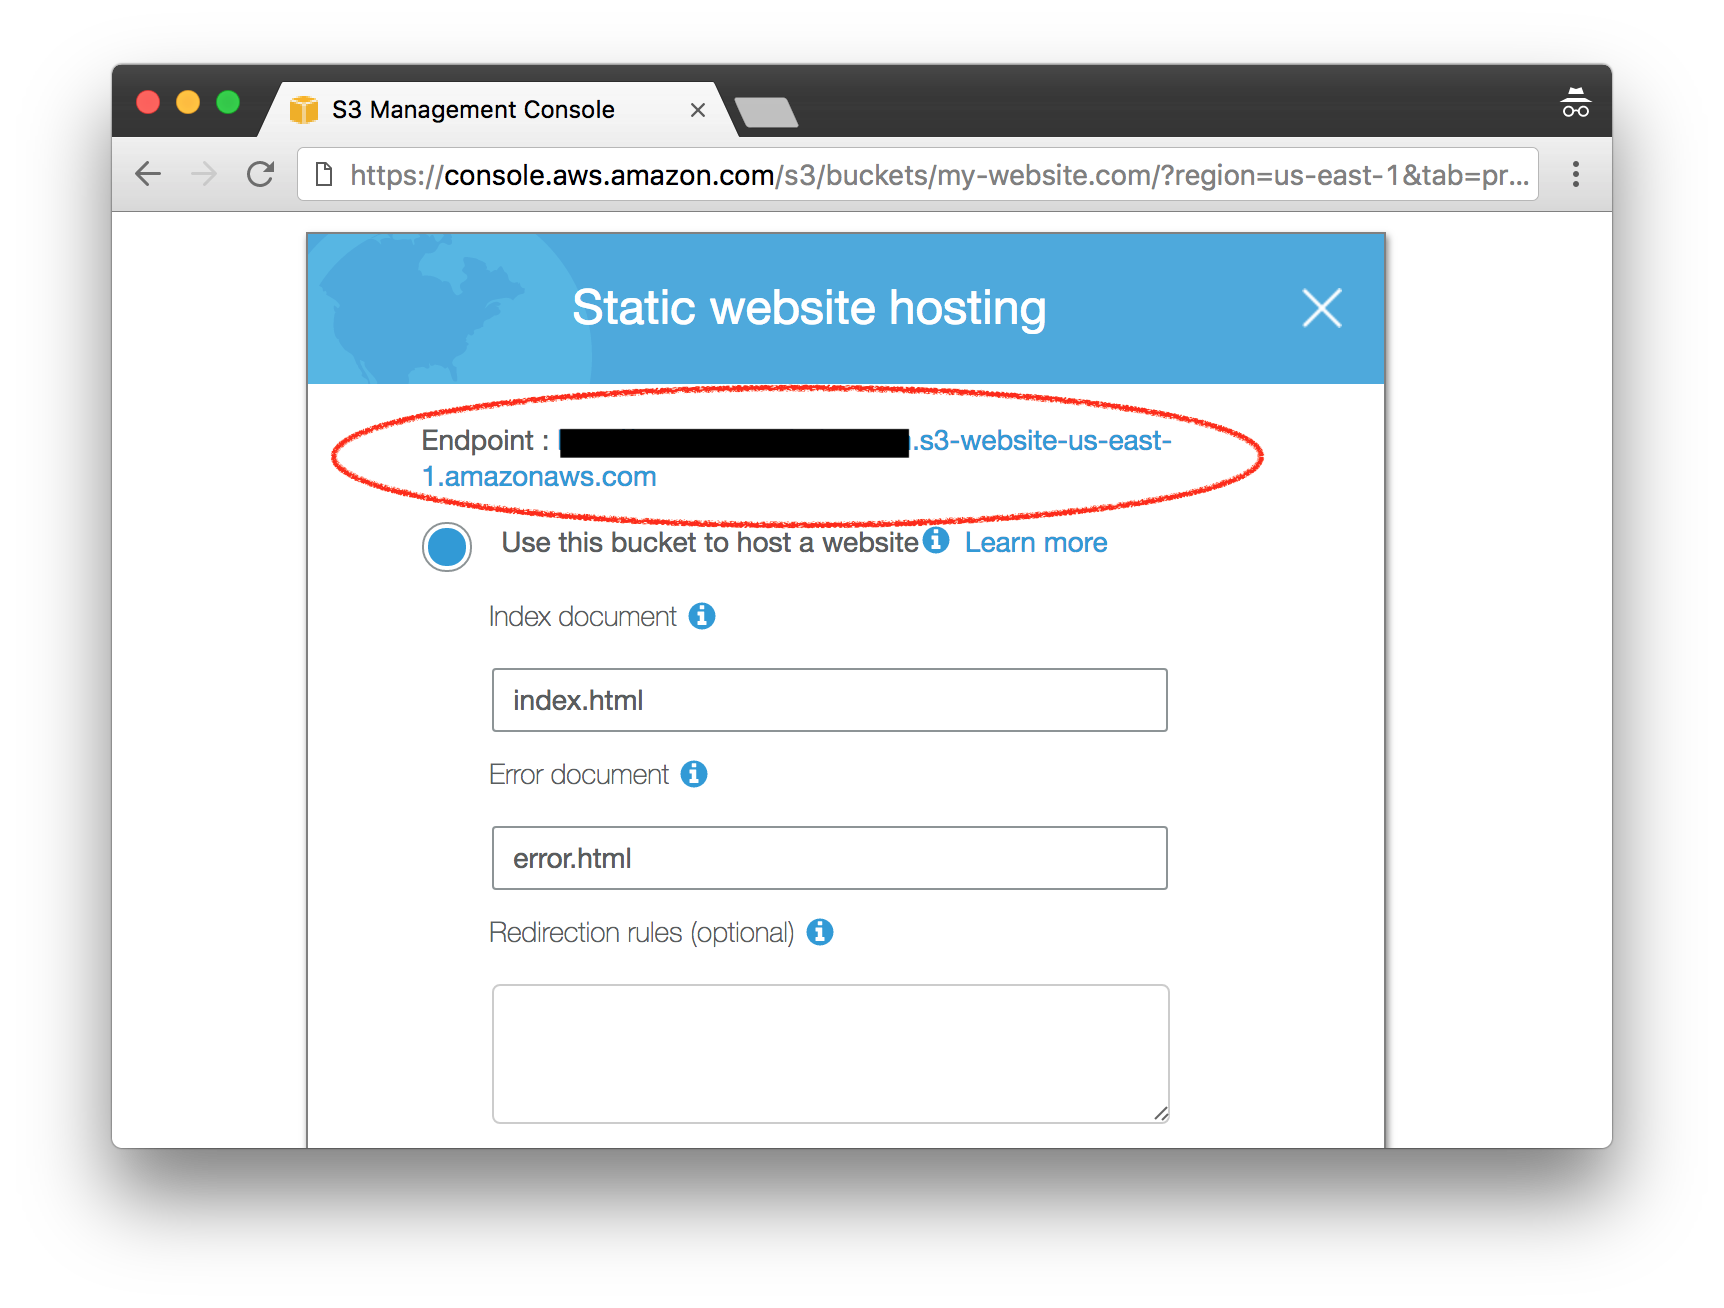 S3 Management Console
https://console.aws.amazon.com/s3/buckets/my-website.com/?region=us-east-1&tab=pr...
Static website hosting
Endpoint : .s3-website-us-east-
1.amazonaws.com
Use this bucket to host a website Learn more
Index document
index.html
Error document
error.html
Redirection rules (optional)